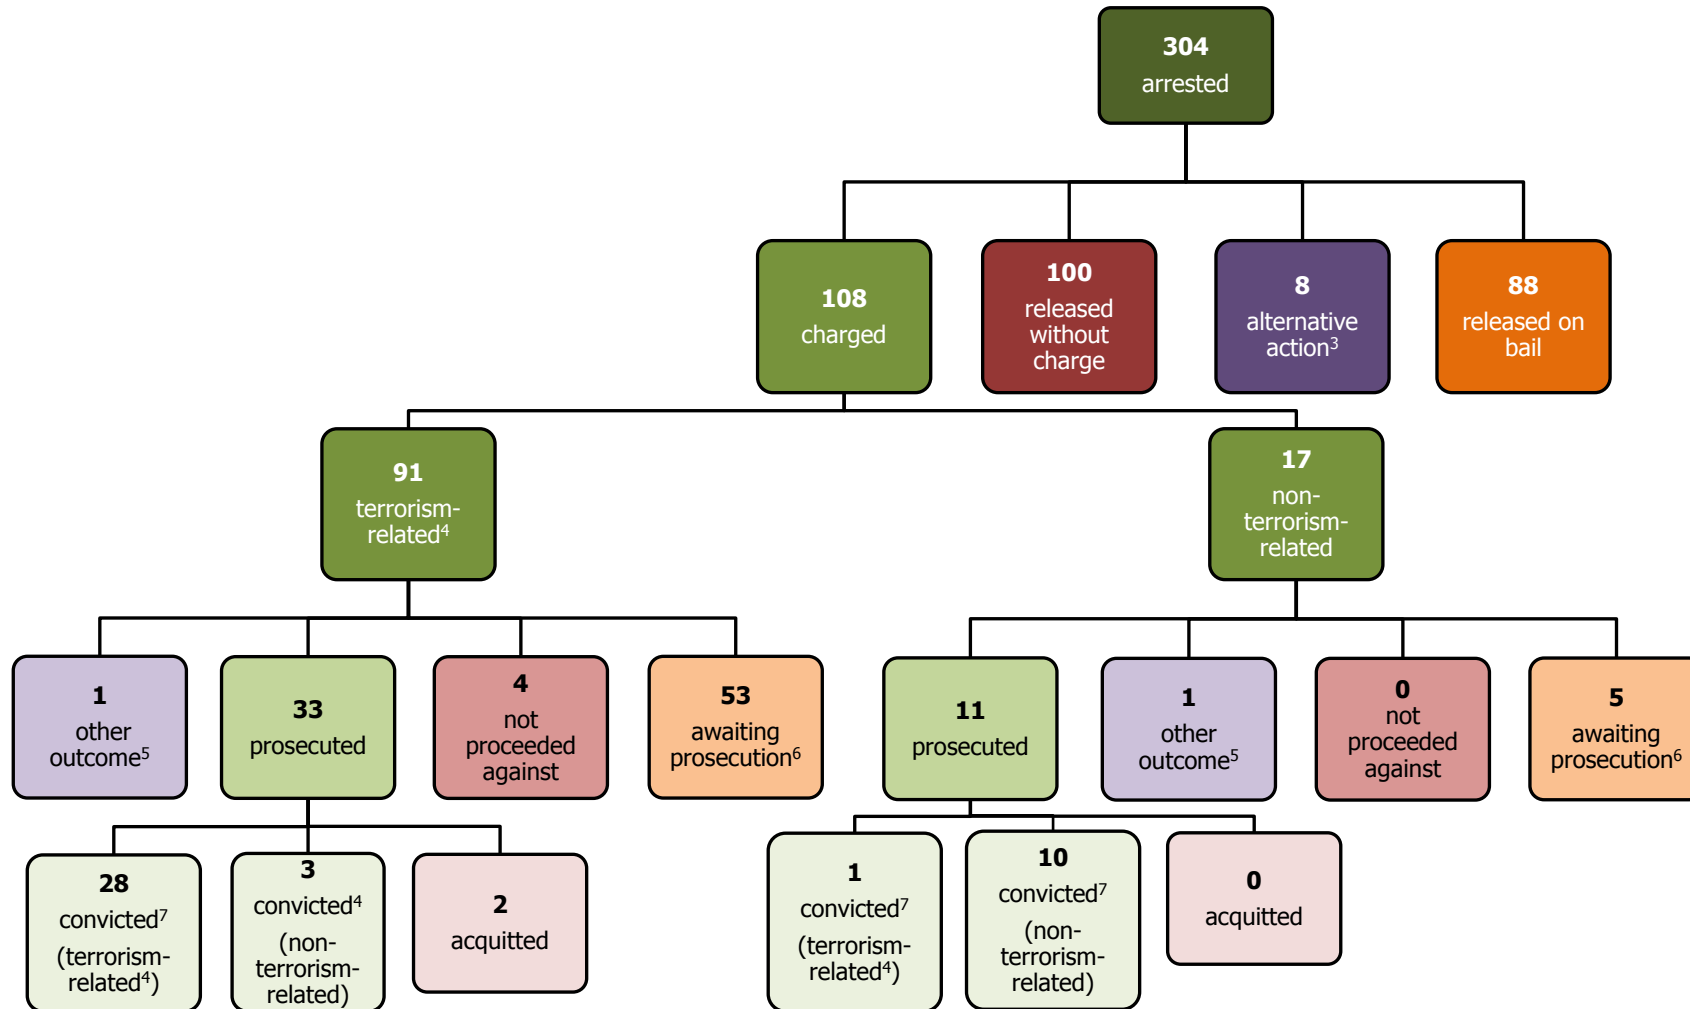 304
arrested
108
charged
100
released
without
charge
8
alternative
action³
88
released on
bail
91
terrorism-
related⁴
17
non-
terrorism-
related
1
other
outcome⁵
33
prosecuted
4
not
proceeded
against
53
awaiting
prosecution⁶
11
prosecuted
1
other
outcome⁵
0
not
proceeded
against
5
awaiting
prosecution⁶
28
convicted⁷
(terrorism-
related⁴)
3
convicted⁴
(non-
terrorism-
related)
2
acquitted
1
convicted⁷
(terrorism-
related⁴)
10
convicted⁷
(non-
terrorism-
related)
0
acquitted